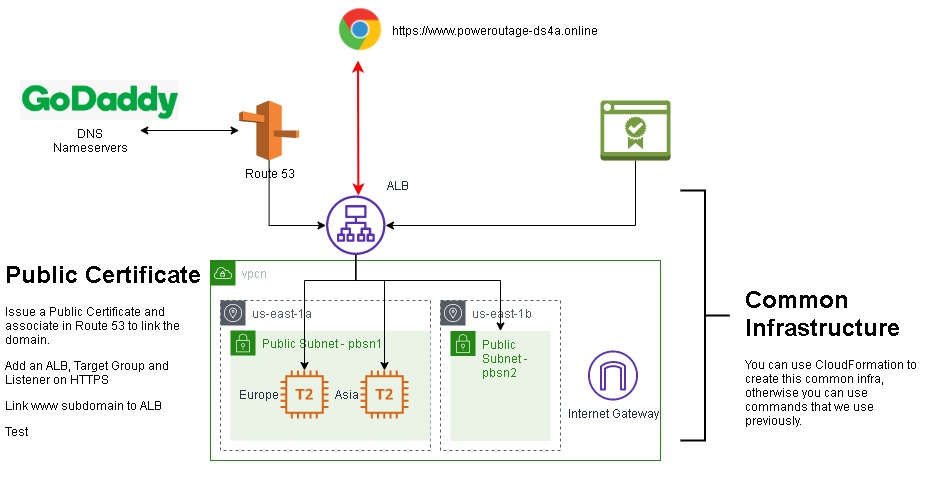 https://www.poweroutage-ds4a.online
GoDaddy
DNS
Nameservers
Route 53
ALB
Public Certificate
Issue a Public Certificate and
associate in Route 53 to link the
domain.
Add an ALB, Target Group and
Listener on HTTPS
Link www subdomain to ALB
Test
vpcn
us-east-1a
Public Subnet - pbsn1
Europe
T2
Asia
T2
us-east-1b
Public
Subnet -
pbsn2
Internet Gateway
Common
Infrastructure
You can use CloudFormation to
create this common infra,
otherwise you can use
commands that we use
previously.